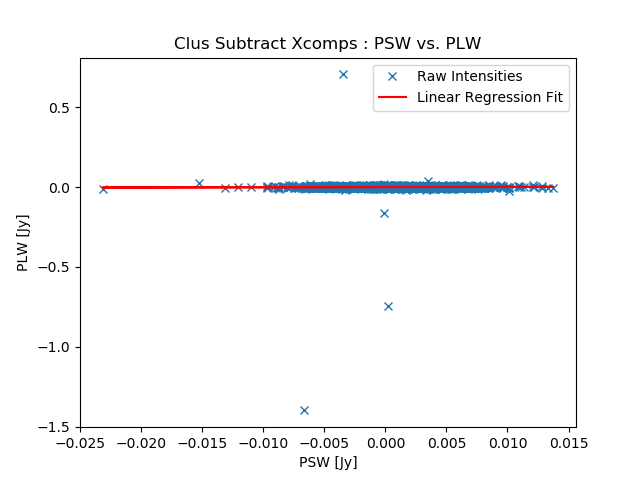 Clus Subtract Xcomps : PSW vs. PLW
Raw Intensities
Linear Regression Fit
0.5
0.0
−0.5
−1.0
−1.5
PLW [Jy]
−0.025 −0.020 −0.015 −0.010 −0.005 0.000 0.005 0.010 0.015
PSW [Jy]